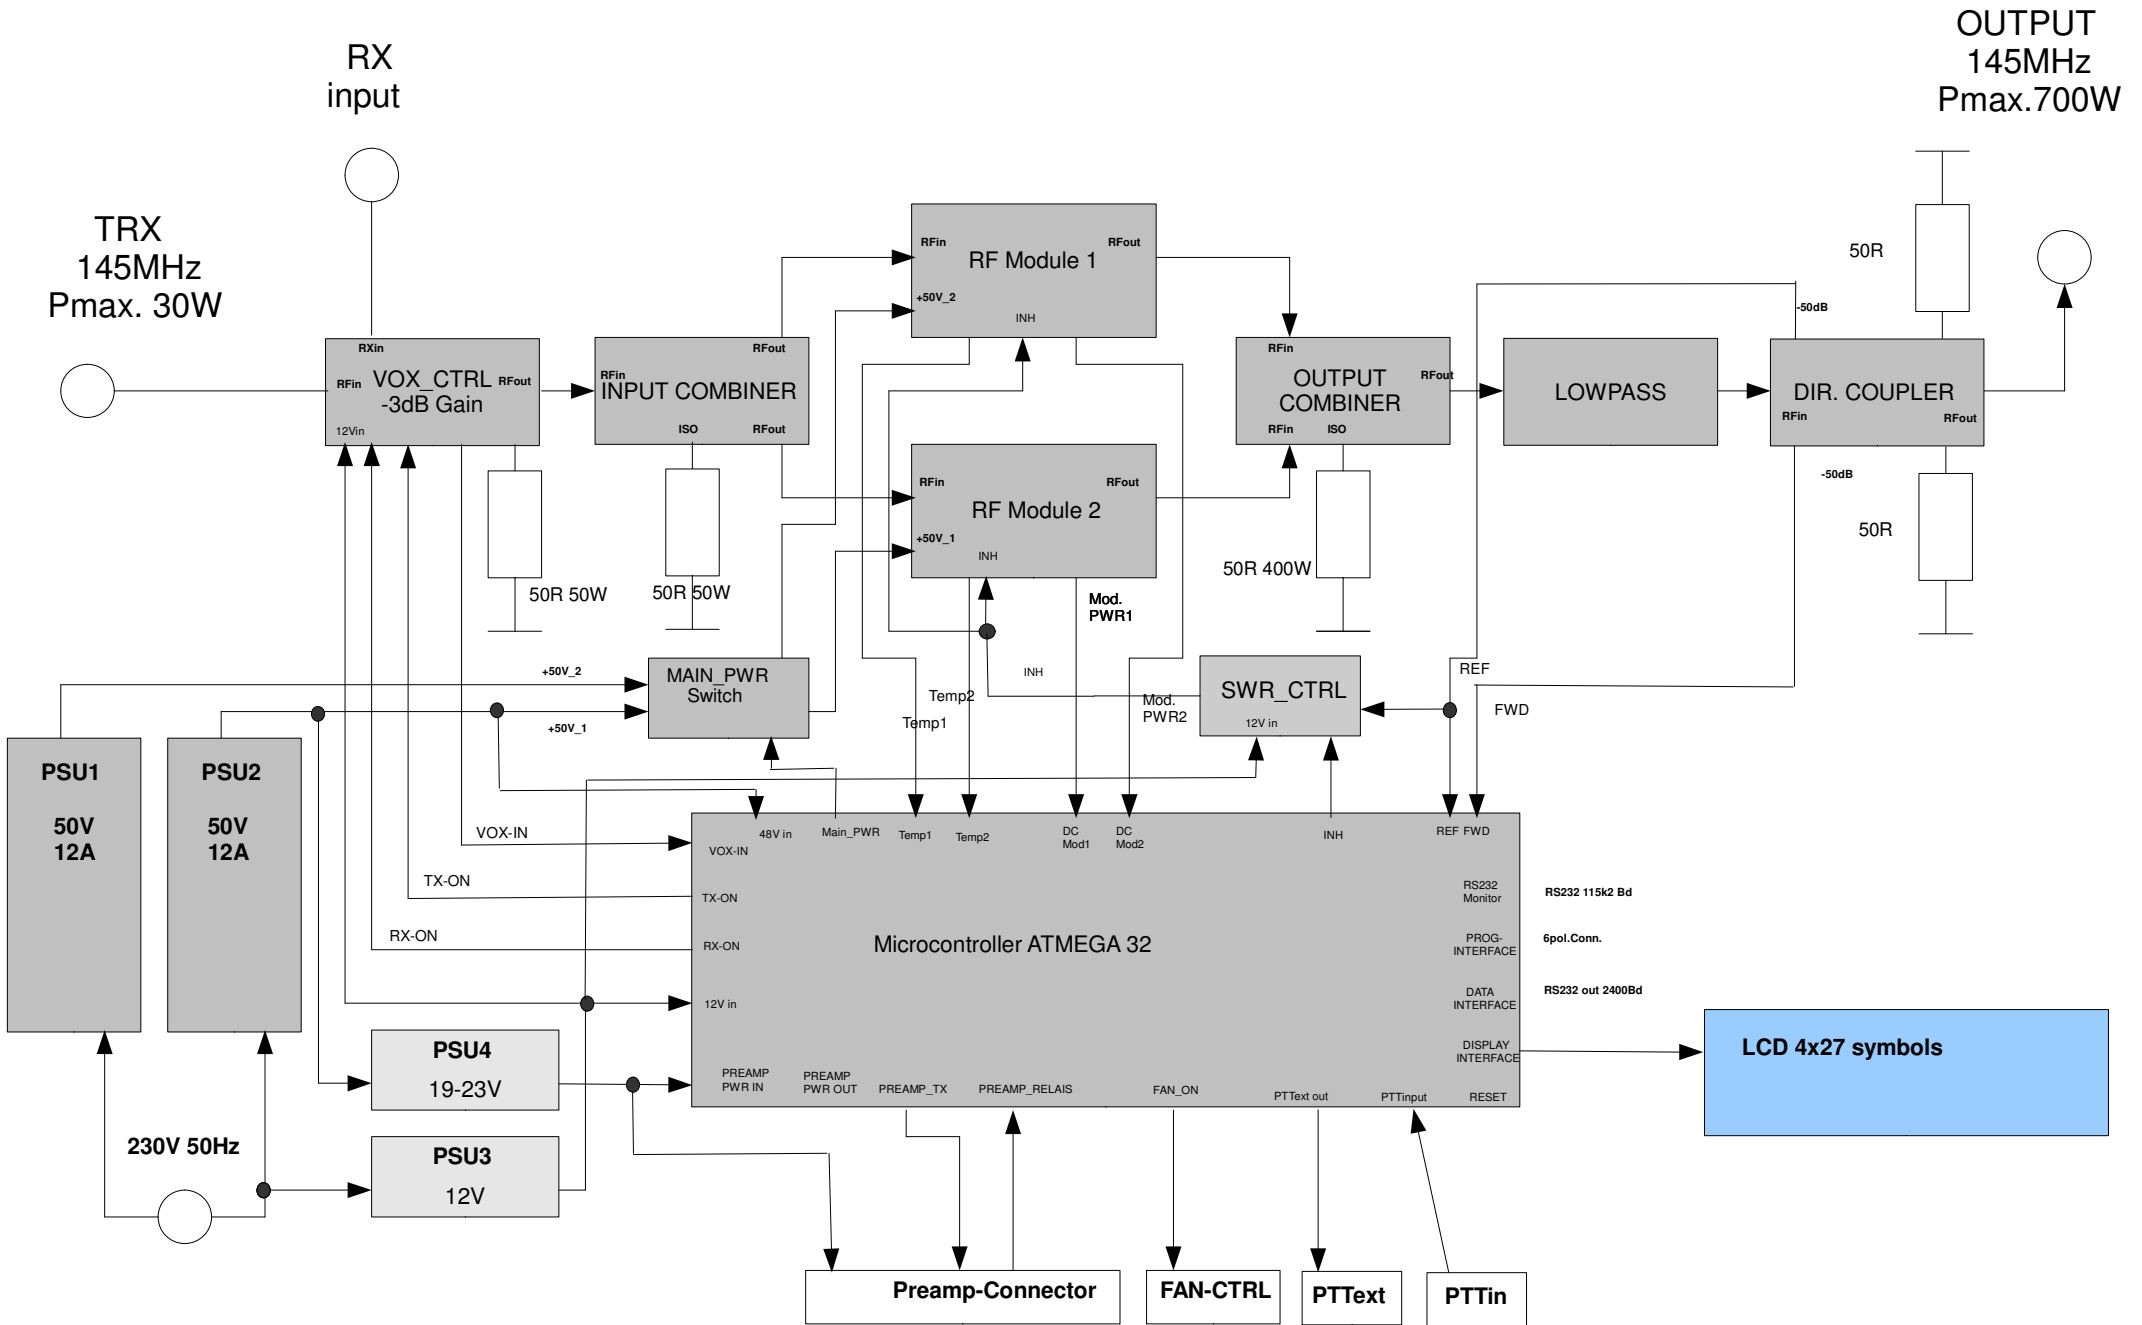 OUTPUT
145MHz
Pmax.700W
RX
input
TRX
145MHz
Pmax. 30W
RXin
RFin
VOX_CTRL
RFout
-3dB Gain
12Vin
50R 50W
RFout
RFin
INPUT COMBINER
ISO
RFout
50R 50W
RFin
RFout
RF Module 1
+50V_2
INH
RFin
RFout
RF Module 2
+50V_1
INH
Mod.
PWR1
RFin
OUTPUT
COMBINER
RFout
RFin
ISO
50R 400W
LOWPASS
-50dB
DIR. COUPLER
RFin
RFout
-50dB
50R
50R
+50V_2
+50V_1
MAIN_PWR
Switch
INH
Temp2
Temp1
Mod.
PWR2
SWR_CTRL
12V in
REF
FWD
PSU1
50V
12A
PSU2
50V
12A
VOX-IN
TX-ON
RX-ON
48V in
Main_PWR
Temp1
Temp2
DC
Mod1
DC
Mod2
INH
REF FWD
VOX-IN
TX-ON
RX-ON
12V in
Microcontroller ATMEGA 32
RS232
Monitor
RS232 115k2 Bd
PROG-
INTERFACE
6pol.Conn.
DATA
INTERFACE
RS232 out 2400Bd
DISPLAY
INTERFACE
LCD 4x27 symbols
PREAMP
PWR IN
PREAMP
PWR OUT
PREAMP_TX
PREAMP_RELAIS
FAN_ON
PTText out
PTTinput
RESET
PSU4
19-23V
230V 50Hz
PSU3
12V
Preamp-Connector
FAN-CTRL
PTText
PTTin